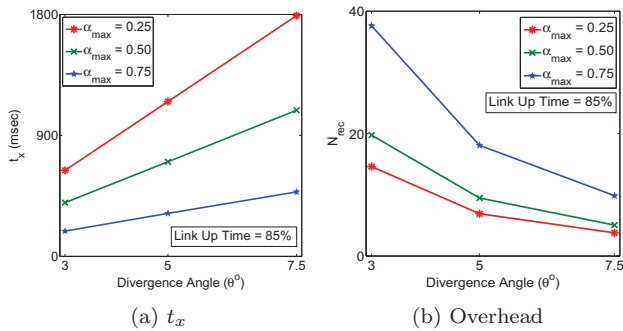 1800
900
0
t_x (msec)
α_max = 0.25
α_max = 0.50
α_max = 0.75
Link Up Time = 85%
3 5 7.5
Divergence Angle (θ°)
(a) t_x
40
20
0
N_rec
α_max = 0.25
α_max = 0.50
α_max = 0.75
Link Up Time = 85%
3 5 7.5
Divergence Angle (θ°)
(b) Overhead